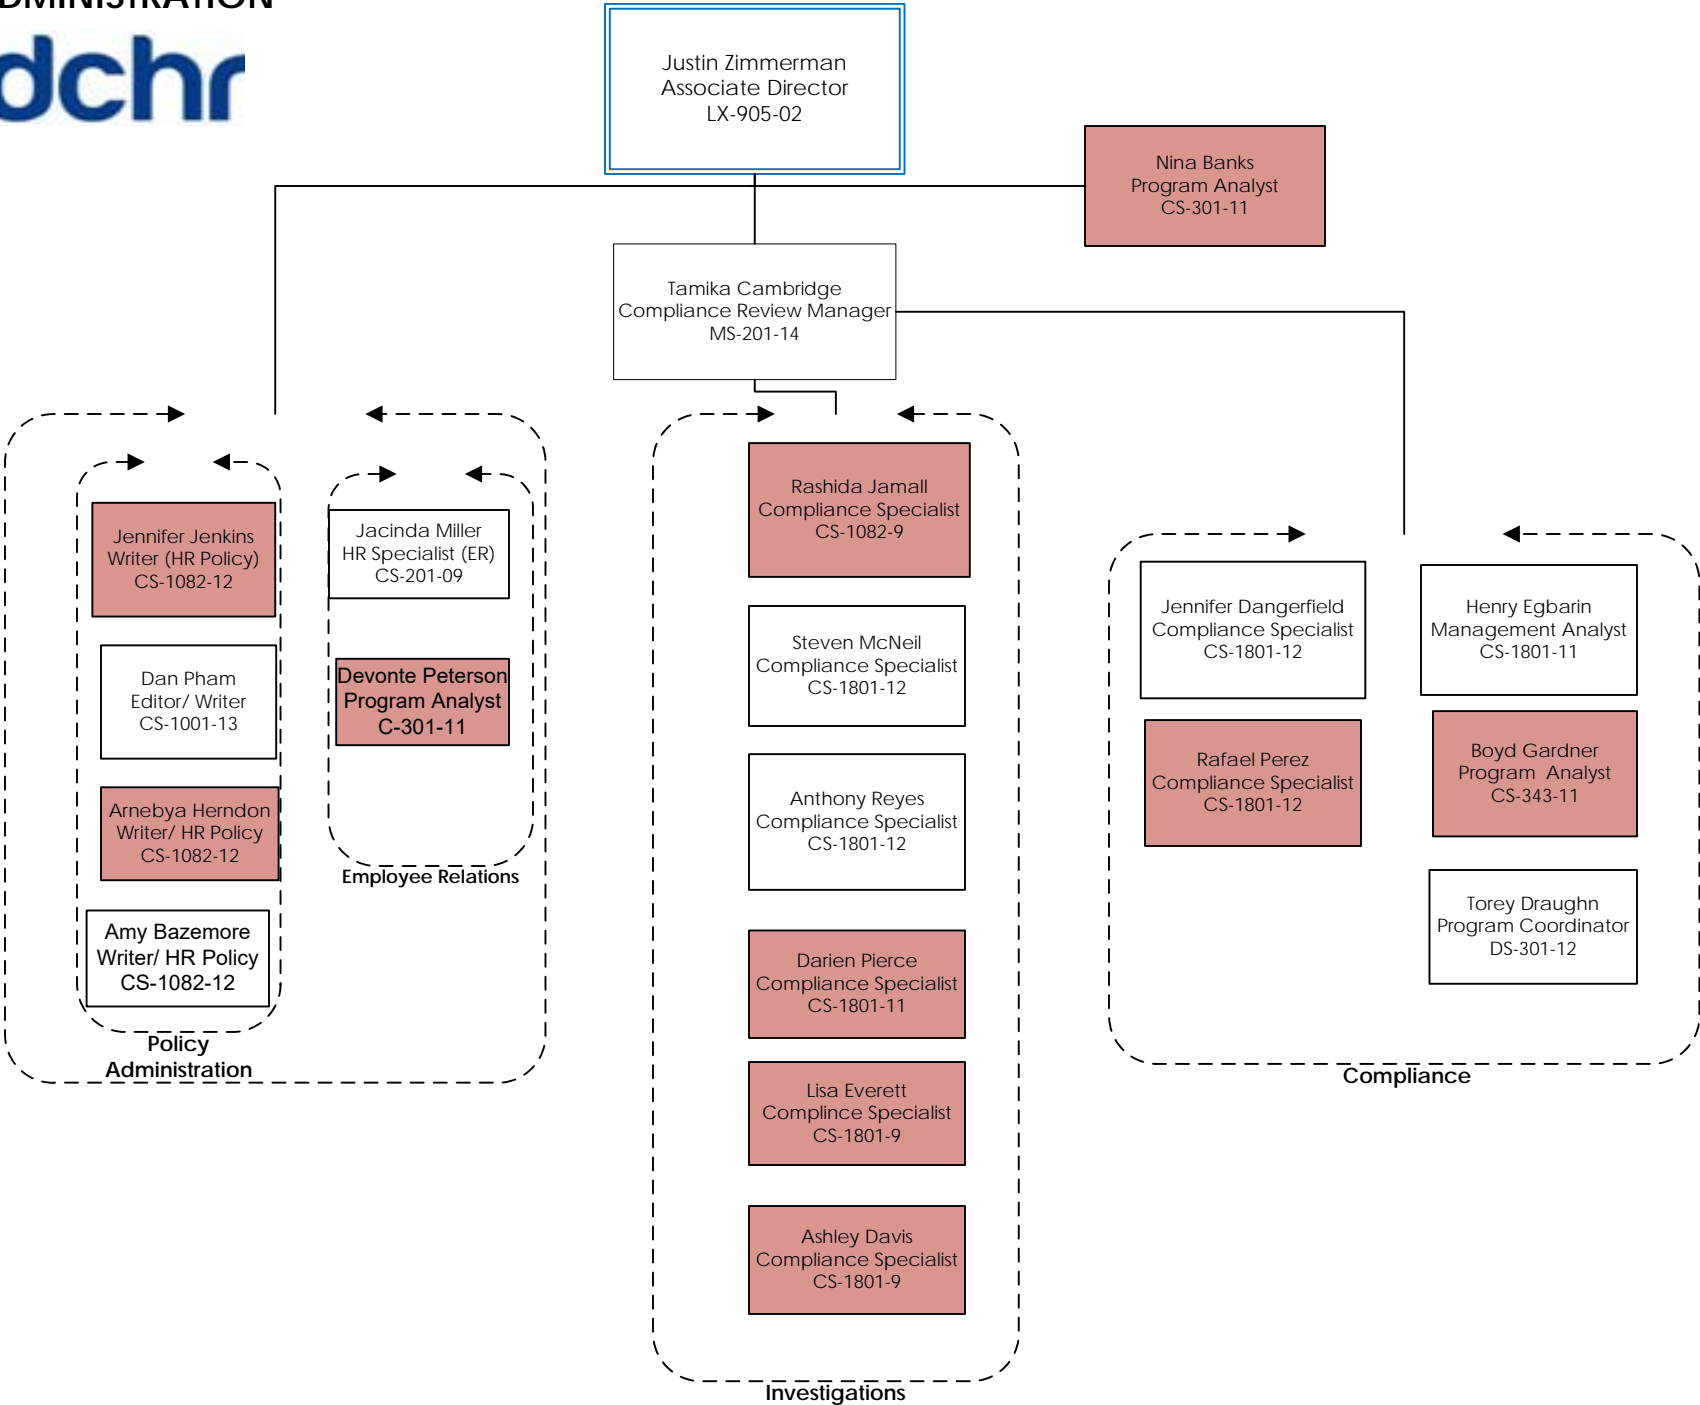 DMINISTRATION
dchr
Justin Zimmerman
Associate Director
LX-905-02
Nina Banks
Program Analyst
CS-301-11
Tamika Cambridge
Compliance Review Manager
MS-201-14
Jennifer Jenkins
Writer (HR Policy)
CS-1082-12
Dan Pham
Editor/ Writer
CS-1001-13
Arnebya Herndon
Writer/ HR Policy
CS-1082-12
Amy Bazemore
Writer/ HR Policy
CS-1082-12
Policy
Administration
Jacinda Miller
HR Specialist (ER)
CS-201-09
Devonte Peterson
Program Analyst
C-301-11
Employee Relations
Rashida Jamall
Compliance Specialist
CS-1082-9
Steven McNeil
Compliance Specialist
CS-1801-12
Anthony Reyes
Compliance Specialist
CS-1801-12
Darien Pierce
Compliance Specialist
CS-1801-11
Lisa Everett
Complince Specialist
CS-1801-9
Ashley Davis
Compliance Specialist
CS-1801-9
Investigations
Jennifer Dangerfield
Compliance Specialist
CS-1801-12
Rafael Perez
Compliance Specialist
CS-1801-12
Henry Egbarin
Management Analyst
CS-1801-11
Boyd Gardner
Program  Analyst
CS-343-11
Torey Draughn
Program Coordinator
DS-301-12
Compliance